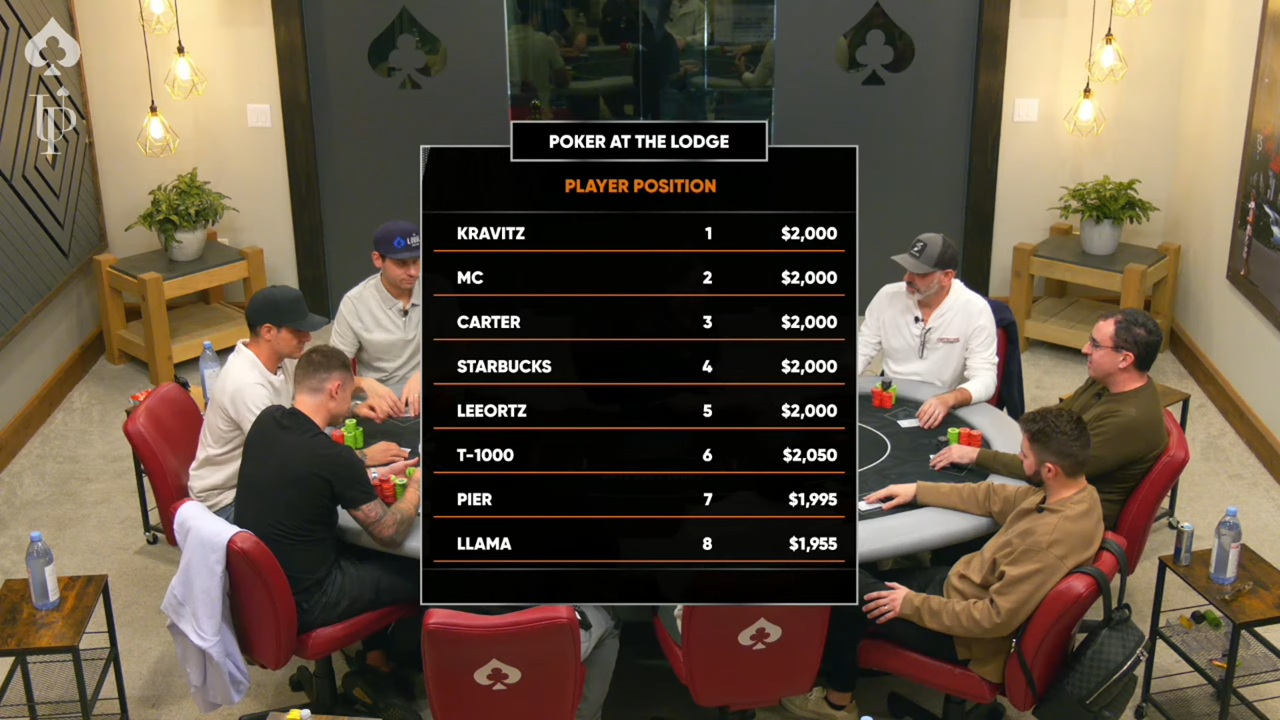 POKER AT THE LODGE
PLAYER POSITION
KRAVITZ 1 $2,000
MC 2 $2,000
CARTER 3 $2,000
STARBUCKS 4 $2,000
LEEORTZ 5 $2,000
T-1000 6 $2,050
PIER 7 $1,995
LLAMA 8 $1,955